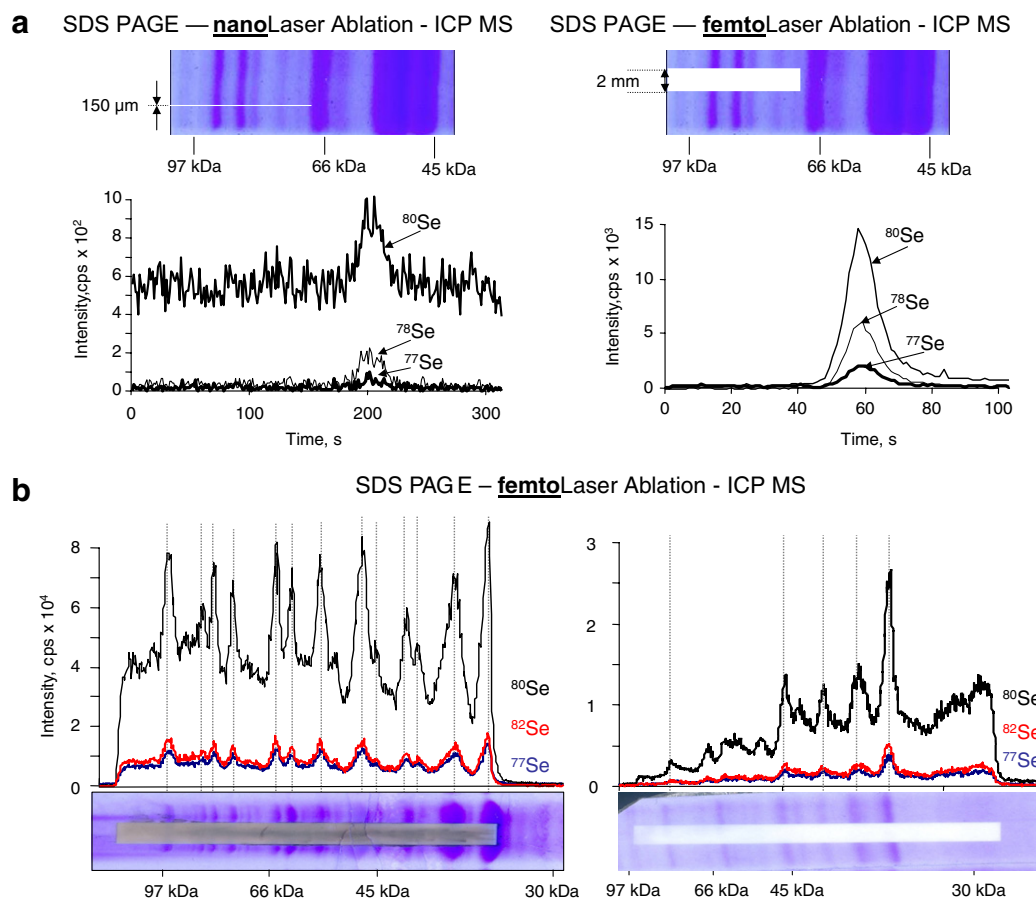 a
SDS PAGE — nanoLaser Ablation - ICP MS
150 µm
97 kDa 66 kDa 45 kDa
Intensity,cps x 10²
10
8
6
4
2
0
⁸⁰Se
⁷⁸Se
⁷⁷Se
0 100 200 300
Time, s
SDS PAGE — femtoLaser Ablation - ICP MS
2 mm
97 kDa 66 kDa 45 kDa
Intensity,cps x 10³
15
10
5
0
⁸⁰Se
⁷⁸Se
⁷⁷Se
0 20 40 60 80 100
Time, s
b
SDS PAGE – femtoLaser Ablation - ICP MS
Intensity, cps x 10⁴
8
6
4
2
0
⁸⁰Se
⁸²Se
⁷⁷Se
97 kDa 66 kDa 45 kDa 30 kDa
3
2
1
0
⁸⁰Se
⁸²Se
⁷⁷Se
97 kDa 66 kDa 45 kDa 30 kDa